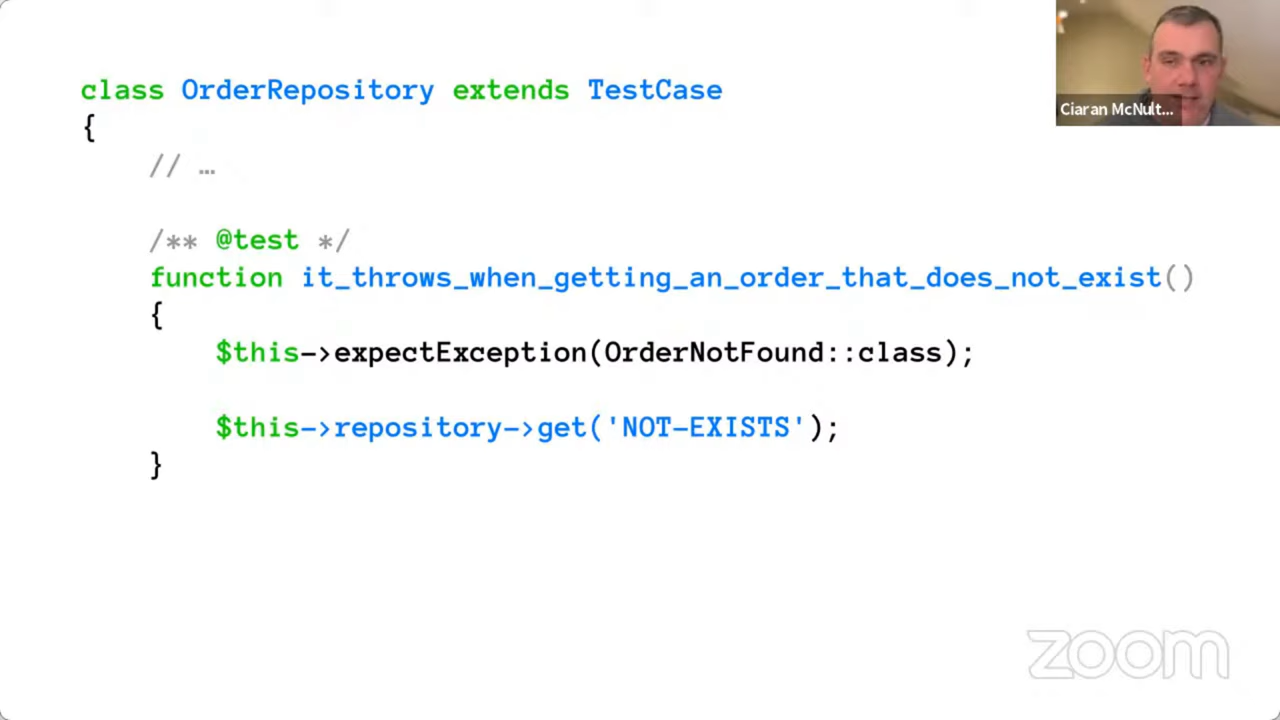 class OrderRepository extends TestCase
{
// …
/** @test */
function it_throws_when_getting_an_order_that_does_not_exist()
{
$this->expectException(OrderNotFound::class);
$this->repository->get('NOT-EXISTS');
}
Ciaran McNult...
zoom